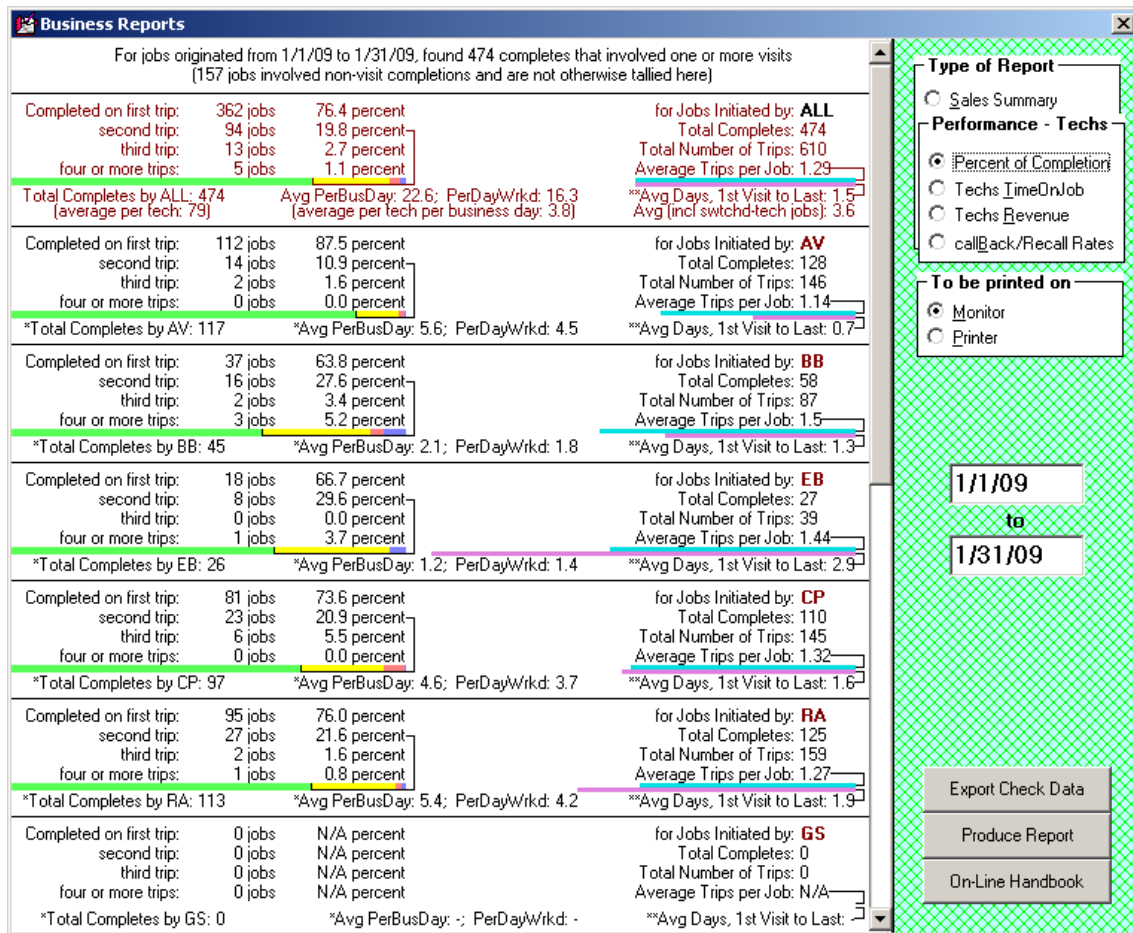 Business Reports
For jobs originated from 1/1/09 to 1/31/09, found 474 completes that involved one or more visits
(157 jobs involved non-visit completions and are not otherwise tallied here)
Completed on first trip: 362 jobs 76.4 percent for Jobs Initiated by: ALL
second trip: 94 jobs 19.8 percent Total Completes: 474
third trip: 13 jobs 2.7 percent Total Number of Trips: 610
four or more trips: 5 jobs 1.1 percent Average Trips per Job: 1.29
Total Completes by ALL: 474 Avg PerBusDay: 22.6; PerDayWrkd: 16.3 **Avg Days, 1st Visit to Last: 1.5
(average per tech: 79) (average per tech per business day: 3.8) Avg (incl swtchd-tech jobs): 3.6
Completed on first trip: 112 jobs 87.5 percent for Jobs Initiated by: AV
second trip: 14 jobs 10.9 percent Total Completes: 128
third trip: 2 jobs 1.6 percent Total Number of Trips: 146
four or more trips: 0 jobs 0.0 percent Average Trips per Job: 1.14
*Total Completes by AV: 117 *Avg PerBusDay: 5.6; PerDayWrkd: 4.5 **Avg Days, 1st Visit to Last: 0.7
Completed on first trip: 37 jobs 63.8 percent for Jobs Initiated by: BB
second trip: 16 jobs 27.6 percent Total Completes: 58
third trip: 2 jobs 3.4 percent Total Number of Trips: 87
four or more trips: 3 jobs 5.2 percent Average Trips per Job: 1.5
*Total Completes by BB: 45 *Avg PerBusDay: 2.1; PerDayWrkd: 1.8 **Avg Days, 1st Visit to Last: 1.3
Completed on first trip: 18 jobs 66.7 percent for Jobs Initiated by: EB
second trip: 8 jobs 29.6 percent Total Completes: 27
third trip: 0 jobs 0.0 percent Total Number of Trips: 39
four or more trips: 1 jobs 3.7 percent Average Trips per Job: 1.44
*Total Completes by EB: 26 *Avg PerBusDay: 1.2; PerDayWrkd: 1.4 **Avg Days, 1st Visit to Last: 2.9
Completed on first trip: 81 jobs 73.6 percent for Jobs Initiated by: CP
second trip: 23 jobs 20.9 percent Total Completes: 110
third trip: 6 jobs 5.5 percent Total Number of Trips: 145
four or more trips: 0 jobs 0.0 percent Average Trips per Job: 1.32
*Total Completes by CP: 97 *Avg PerBusDay: 4.6; PerDayWrkd: 3.7 **Avg Days, 1st Visit to Last: 1.6
Completed on first trip: 95 jobs 76.0 percent for Jobs Initiated by: RA
second trip: 27 jobs 21.6 percent Total Completes: 125
third trip: 2 jobs 1.6 percent Total Number of Trips: 159
four or more trips: 1 jobs 0.8 percent Average Trips per Job: 1.27
*Total Completes by RA: 113 *Avg PerBusDay: 5.4; PerDayWrkd: 4.2 **Avg Days, 1st Visit to Last: 1.9
Completed on first trip: 0 jobs N/A percent for Jobs Initiated by: GS
second trip: 0 jobs N/A percent Total Completes: 0
third trip: 0 jobs N/A percent Total Number of Trips: 0
four or more trips: 0 jobs N/A percent Average Trips per Job: N/A
*Total Completes by GS: 0 *Avg PerBusDay: -; PerDayWrkd: - **Avg Days, 1st Visit to Last: -
Type of Report
Sales Summary
Performance - Techs
Percent of Completion
Techs TimeOnJob
Techs Revenue
callBack/Recall Rates
To be printed on
Monitor
Printer
1/1/09
to
1/31/09
Export Check Data
Produce Report
On-Line Handbook